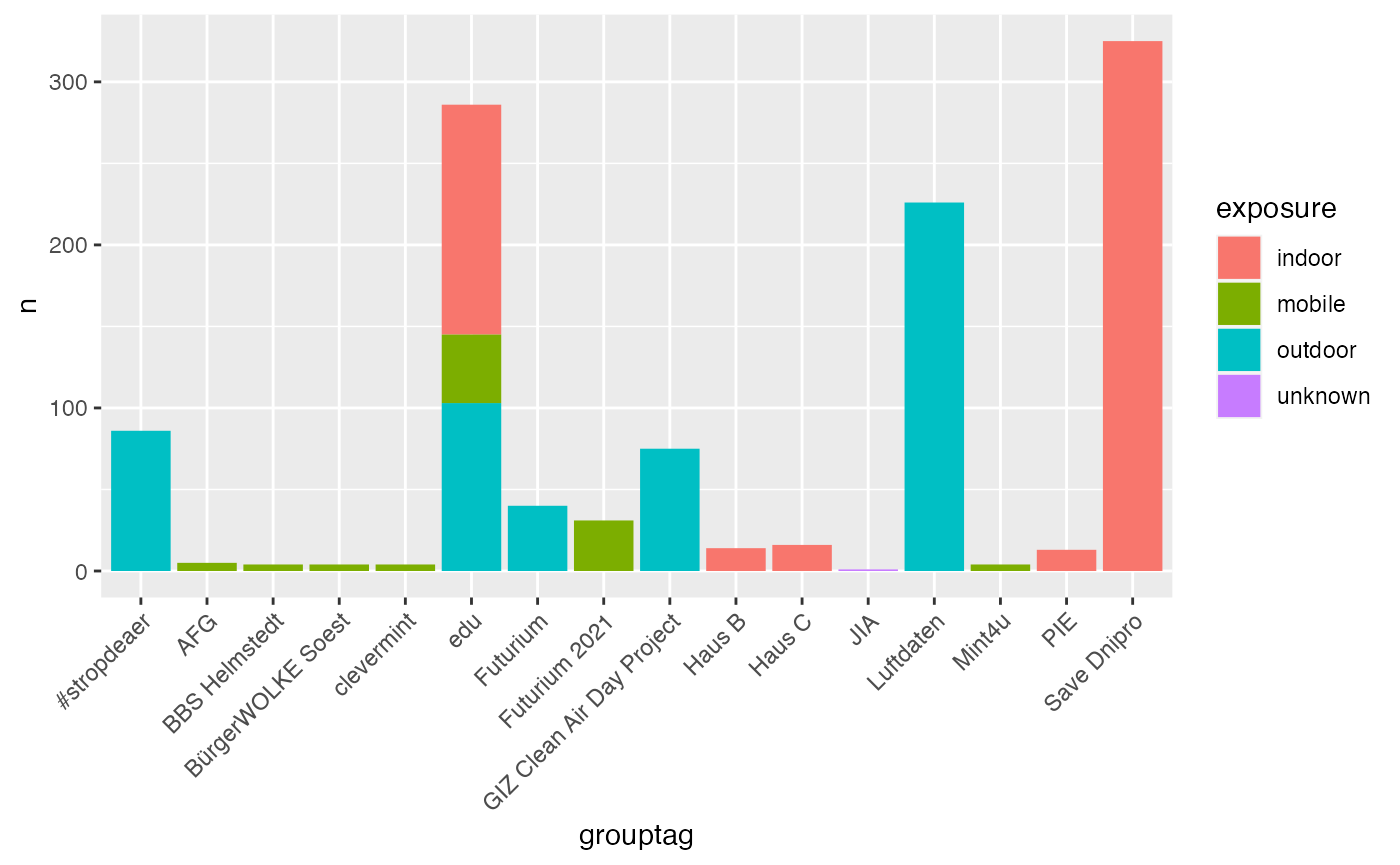 300
200
100
0
n
#stropdeaer
AFG
BBS Helmstedt
BürgerWOLKE Soest
clevermint
edu
Futurium
Futurium 2021
GIZ Clean Air Day Project
Haus B
Haus C
JIA
Luftdaten
Mint4u
PIE
Save Dnipro
grouptag
exposure
indoor
mobile
outdoor
unknown